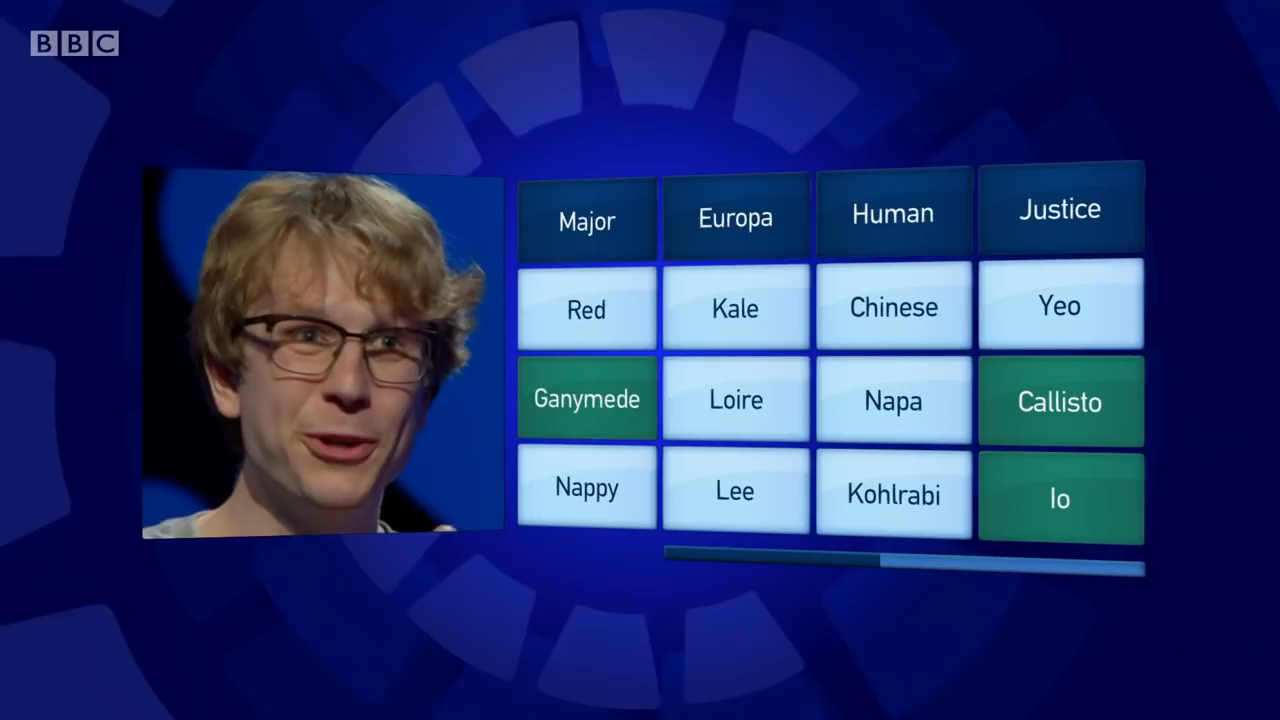 BBC
Major Europa Human Justice
Red Kale Chinese Yeo
Ganymede Loire Napa Callisto
Nappy Lee Kohlrabi Io